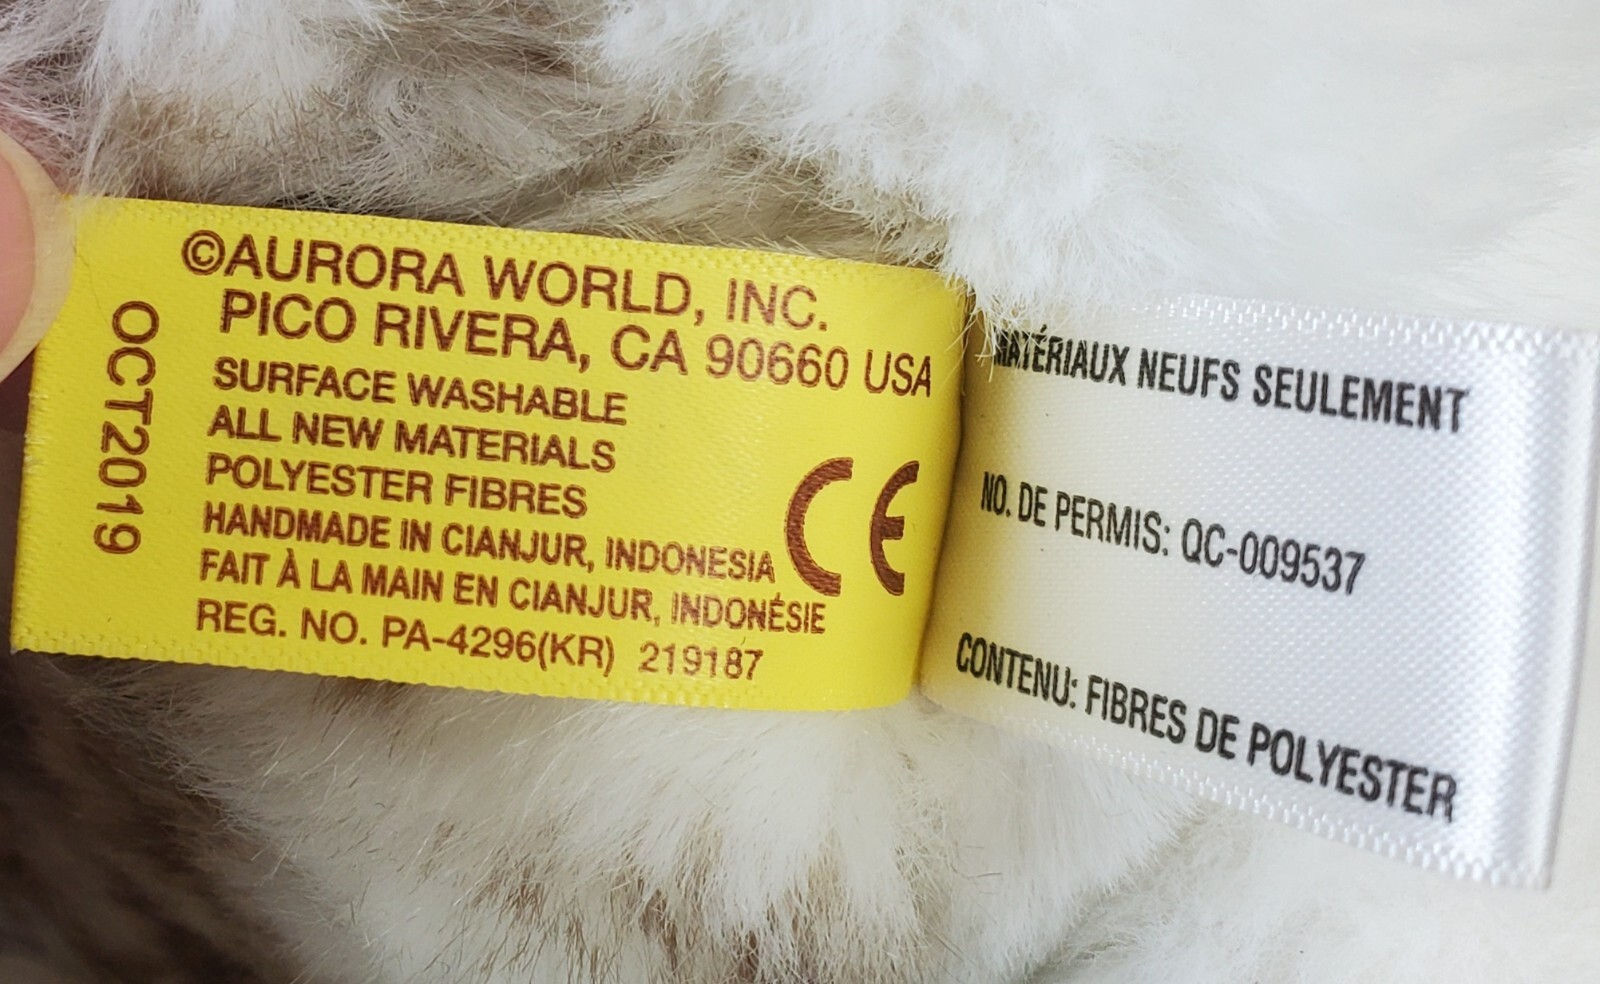 ©AURORA WORLD, INC.
PICO RIVERA, CA 90660 USA
SURFACE WASHABLE
ALL NEW MATERIALS
POLYESTER FIBRES
HANDMADE IN CIANJUR, INDONESIA
FAIT À LA MAIN EN CIANJUR, INDONÉSIE
REG. NO. PA-4296(KR) 219187
OCT2019
CE
MATÉRIAUX NEUFS SEULEMENT
NO. DE PERMIS: QC-009537
CONTENU: FIBRES DE POLYESTER